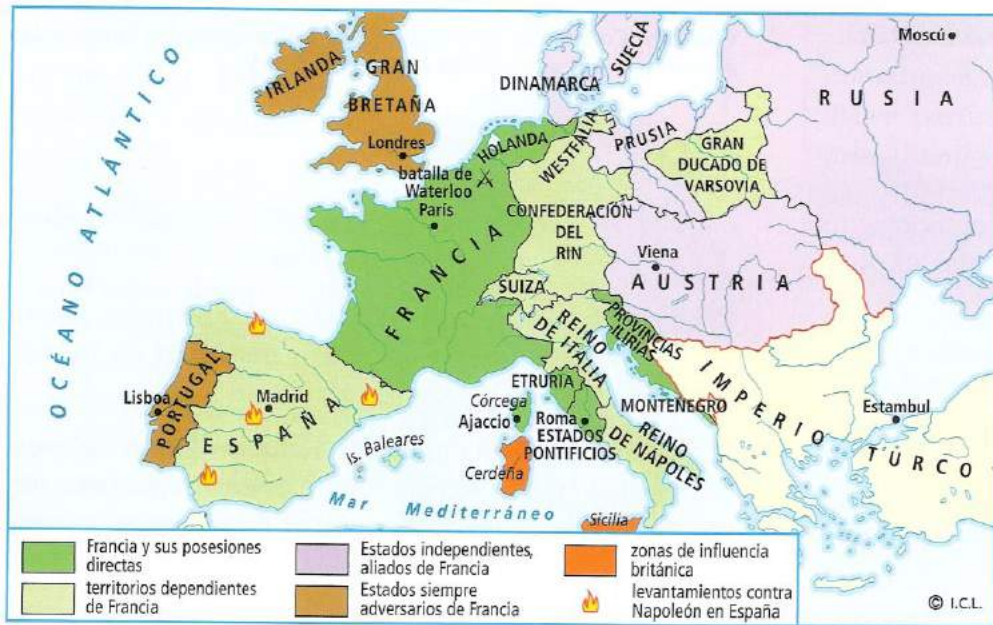 OCÉANO ATLÁNTICO
IRLANDA
GRAN
BRETAÑA
Londres
DINAMARCA
SUECIA
Moscú
RUSIA
HOLANDA
WESTFALIA
PRUSIA
GRAN
DUCADO DE
VARSOVIA
batalla de
Waterloo
París
FRANCIA
CONFEDERACIÓN
DEL
RIN
Viena
AUSTRIA
SUIZA
REINO
DE ITALIA
PROVINCIAS
ILIRIAS
IMPERIO
TÚRCO
Estambul
PORTUGAL
Lisboa
Madrid
ESPAÑA
Is. Baleares
Córcega
Ajaccio
ETRURIA
Roma
ESTADOS
PONTIFICIOS
MONTENEGRO
REINO
DE NÁPOLES
Cerdeña
Mar Mediterráneo
Sicilia
Francia y sus posesiones
directas
territorios dependientes
de Francia
Estados independientes,
aliados de Francia
Estados siempre
adversarios de Francia
zonas de influencia
británica
levantamientos contra
Napoleón en España
© I.C.L.